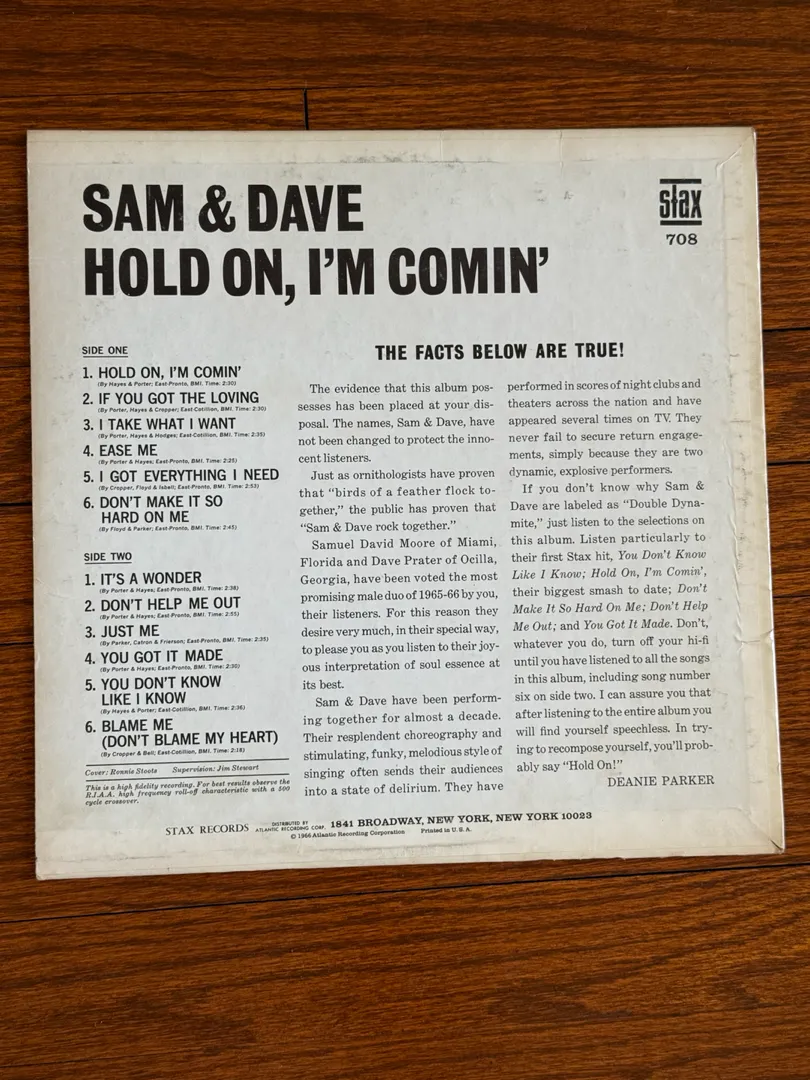 SAM & DAVE
HOLD ON, I'M COMIN'
stax
708
SIDE ONE
1. HOLD ON, I'M COMIN'
(By Hayes & Porter; East-Pronto, BMI. Time: 2:30)
2. IF YOU GOT THE LOVING
(By Porter, Hayes & Cropper; East-Cotillion, BMI. Time: 2:30)
3. I TAKE WHAT I WANT
(By Porter, Hayes & Hodges; East-Cotillion, BMI. Time: 2:35)
4. EASE ME
(By Porter & Hayes; East-Pronto, BMI. Time: 2:25)
5. I GOT EVERYTHING I NEED
(By Cropper, Floyd & Isbell; East-Pronto, BMI. Time: 2:53)
6. DON'T MAKE IT SO
HARD ON ME
(By Floyd & Parker; East-Pronto, BMI. Time: 2:45)
SIDE TWO
1. IT'S A WONDER
(By Porter & Hayes; East-Pronto, BMI. Time: 2:38)
2. DON'T HELP ME OUT
(By Porter & Hayes; East-Pronto, BMI. Time: 2:55)
3. JUST ME
(By Parker, Catron & Frierson; East-Pronto, BMI. Time: 2:35)
4. YOU GOT IT MADE
(By Porter & Hayes; East-Pronto, BMI. Time: 2:30)
5. YOU DON'T KNOW
LIKE I KNOW
(By Hayes & Porter; East-Cotillion, BMI. Time: 2:36)
6. BLAME ME
(DON'T BLAME MY HEART)
(By Cropper & Bell; East-Cotillion, BMI. Time: 2:18)
Cover: Ronnie Stoots Supervision: Jim Stewart
This is a high fidelity recording. For best results observe the
R.I.A.A. high frequency roll-off characteristic with a 500
cycle crossover.
THE FACTS BELOW ARE TRUE!
The evidence that this album pos-
sesses has been placed at your dis-
posal. The names, Sam & Dave, have
not been changed to protect the inno-
cent listeners.
Just as ornithologists have proven
that "birds of a feather flock to-
gether," the public has proven that
"Sam & Dave rock together."
Samuel David Moore of Miami,
Florida and Dave Prater of Ocilla,
Georgia, have been voted the most
promising male duo of 1965-66 by you,
their listeners. For this reason they
desire very much, in their special way,
to please you as you listen to their joy-
ous interpretation of soul essence at
its best.
Sam & Dave have been perform-
ing together for almost a decade.
Their resplendent choreography and
stimulating, funky, melodious style of
singing often sends their audiences
into a state of delirium. They have
performed in scores of night clubs and
theaters across the nation and have
appeared several times on TV. They
never fail to secure return engage-
ments, simply because they are two
dynamic, explosive performers.
If you don't know why Sam &
Dave are labeled as "Double Dyna-
mite," just listen to the selections on
this album. Listen particularly to
their first Stax hit, You Don't Know
Like I Know; Hold On, I'm Comin',
their biggest smash to date; Don't
Make It So Hard On Me; Don't Help
Me Out; and You Got It Made. Don't,
whatever you do, turn off your hi-fi
until you have listened to all the songs
in this album, including song number
six on side two. I can assure you that
after listening to the entire album you
will find yourself speechless. In try-
ing to recompose yourself, you'll prob-
ably say "Hold On!"
DEANIE PARKER
STAX RECORDS DISTRIBUTED BY ATLANTIC RECORDING CORP. 1841 BROADWAY, NEW YORK, NEW YORK 10023
© 1966 Atlantic Recording Corporation Printed in U.S.A.